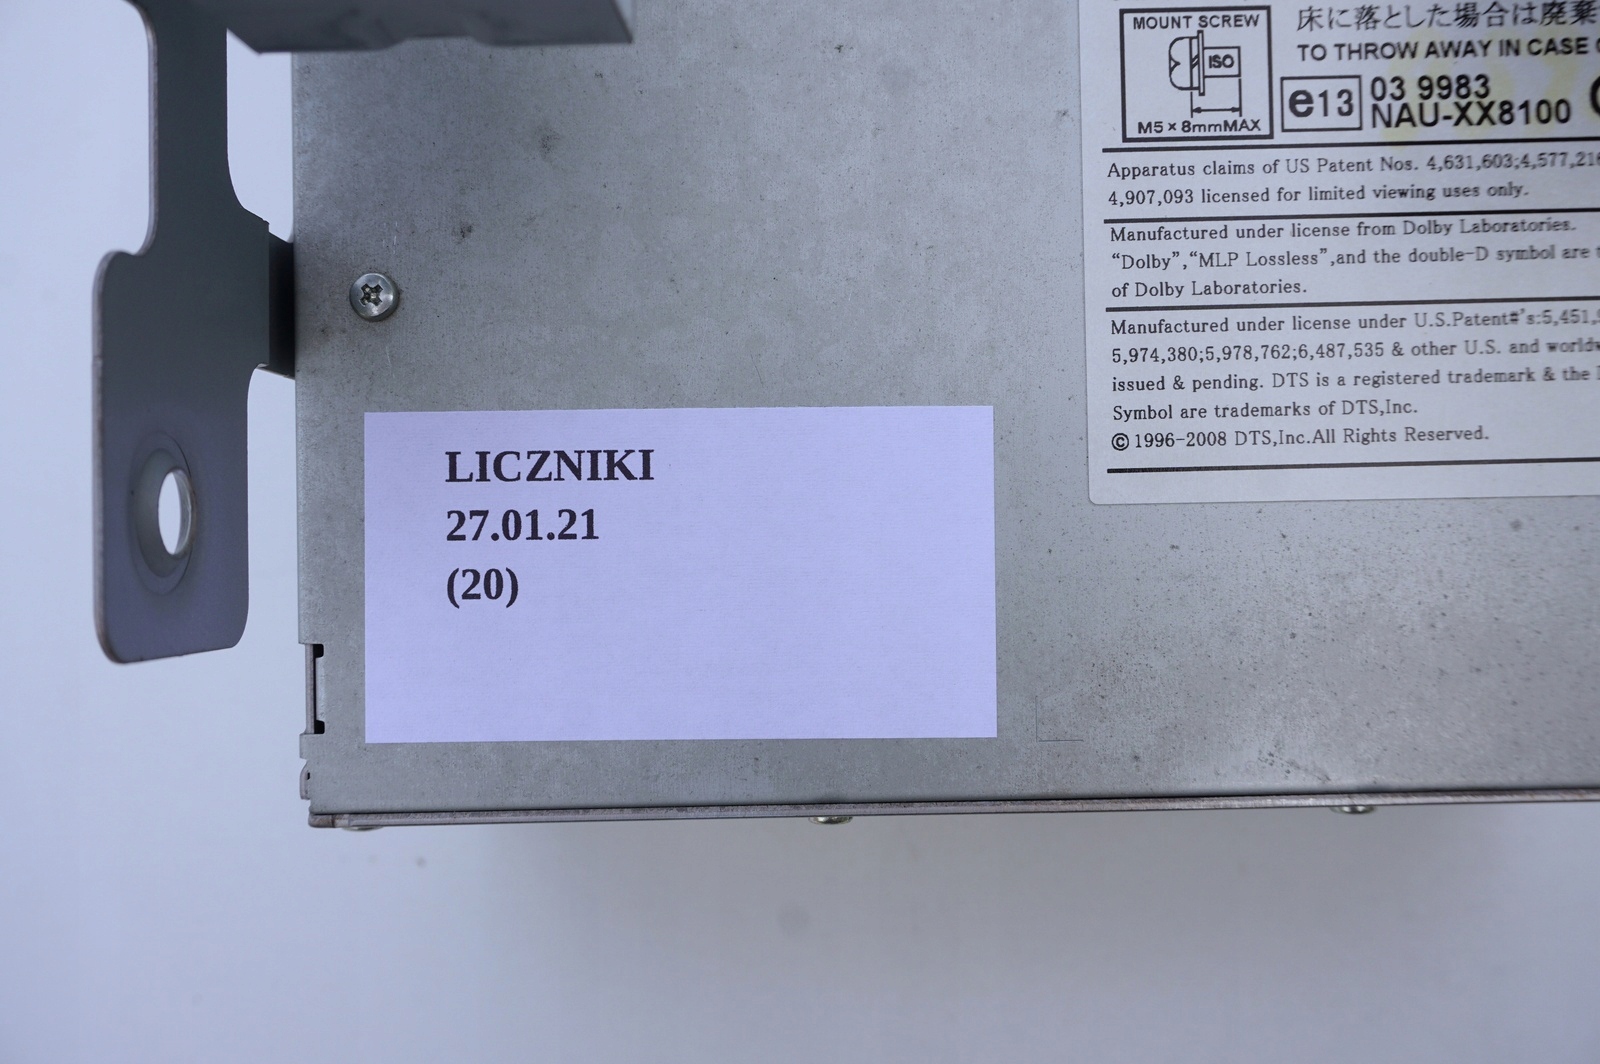 MOUNT SCREW
ISO
M5×8mmMAX
床に落とした場合は廃棄
TO THROW AWAY IN CASE
e13
03 9983
NAU-XX8100
Apparatus claims of US Patent Nos. 4,631,603;4,577,216
4,907,093 licensed for limited viewing uses only.
Manufactured under license from Dolby Laboratories.
“Dolby”,“MLP Lossless”,and the double-D symbol are
of Dolby Laboratories.
Manufactured under license under U.S.Patent#'s:5,451,
5,974,380;5,978,762;6,487,535 & other U.S. and
issued & pending. DTS is a registered trademark & the
Symbol are trademarks of DTS,Inc.
© 1996-2008 DTS,Inc.All Rights Reserved.
LICZNIKI
27.01.21
(20)